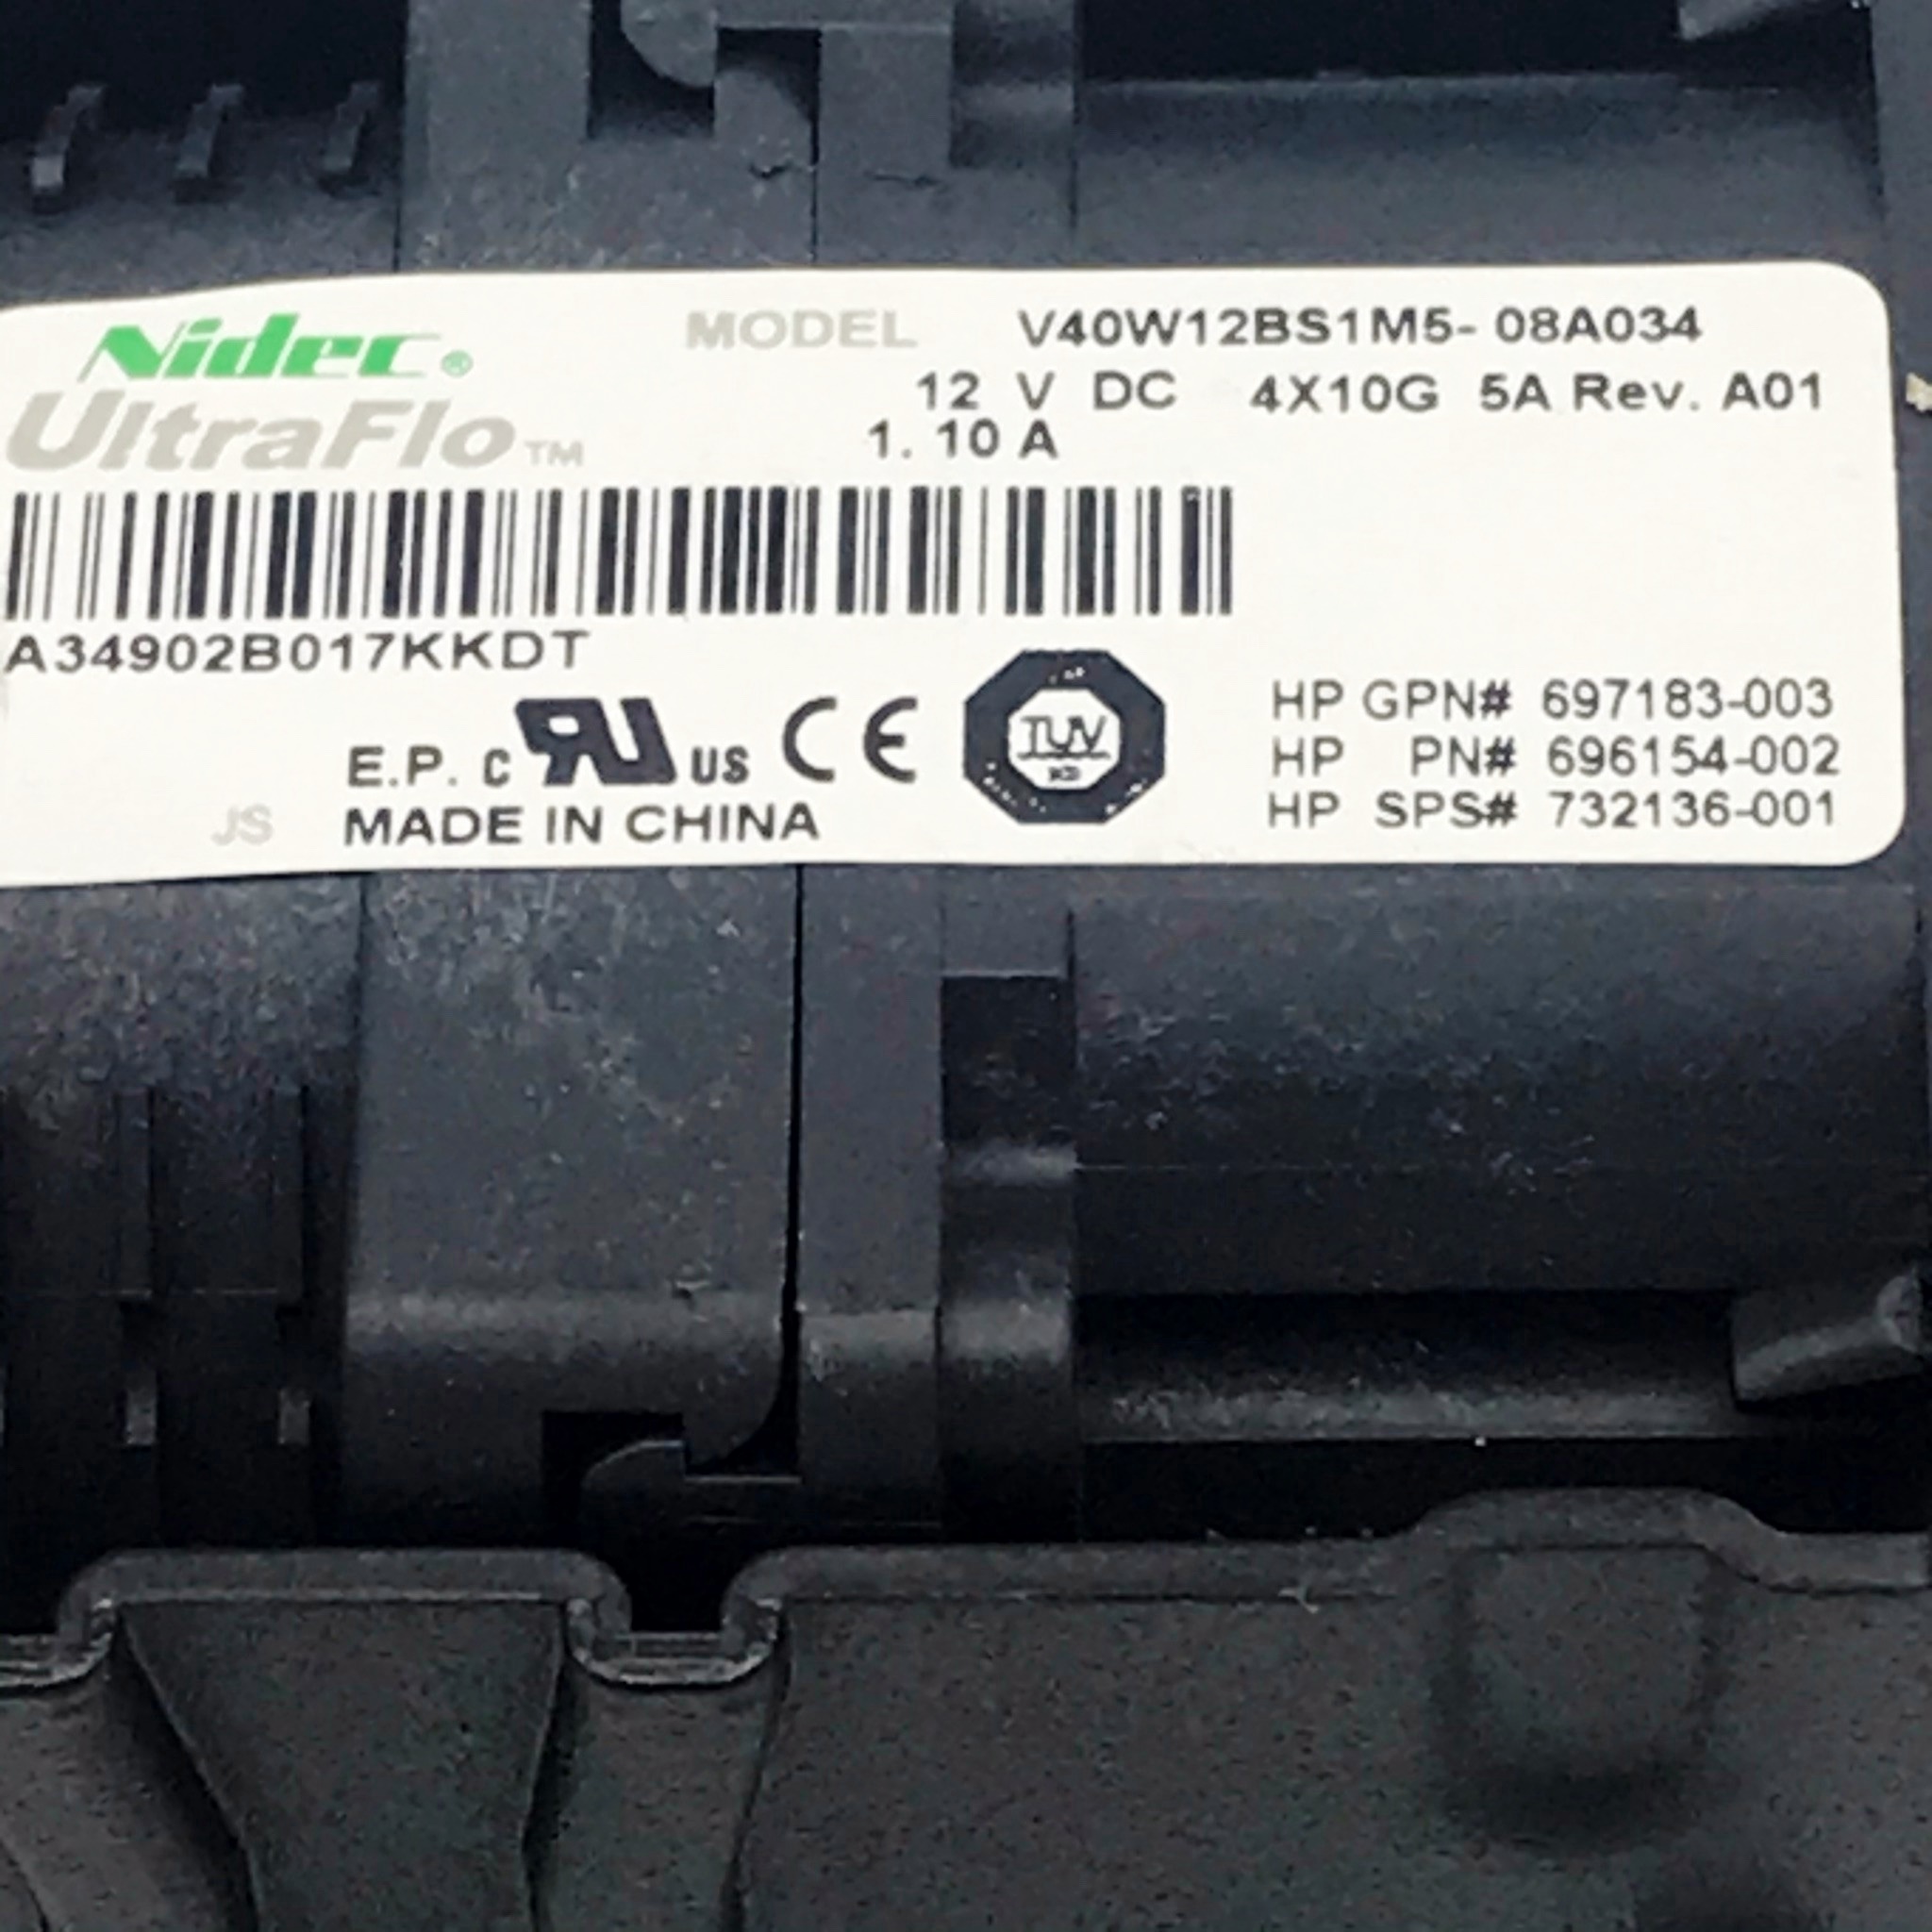 Nidec®
UltraFlo™
MODEL V40W12BS1M5-08A034
12 V DC 4X10G 5A Rev. A01
1.10 A
A34902B017KKDT
E.P. c RU US CE TUV
JS MADE IN CHINA
HP GPN# 697183-003
HP PN# 696154-002
HP SPS# 732136-001